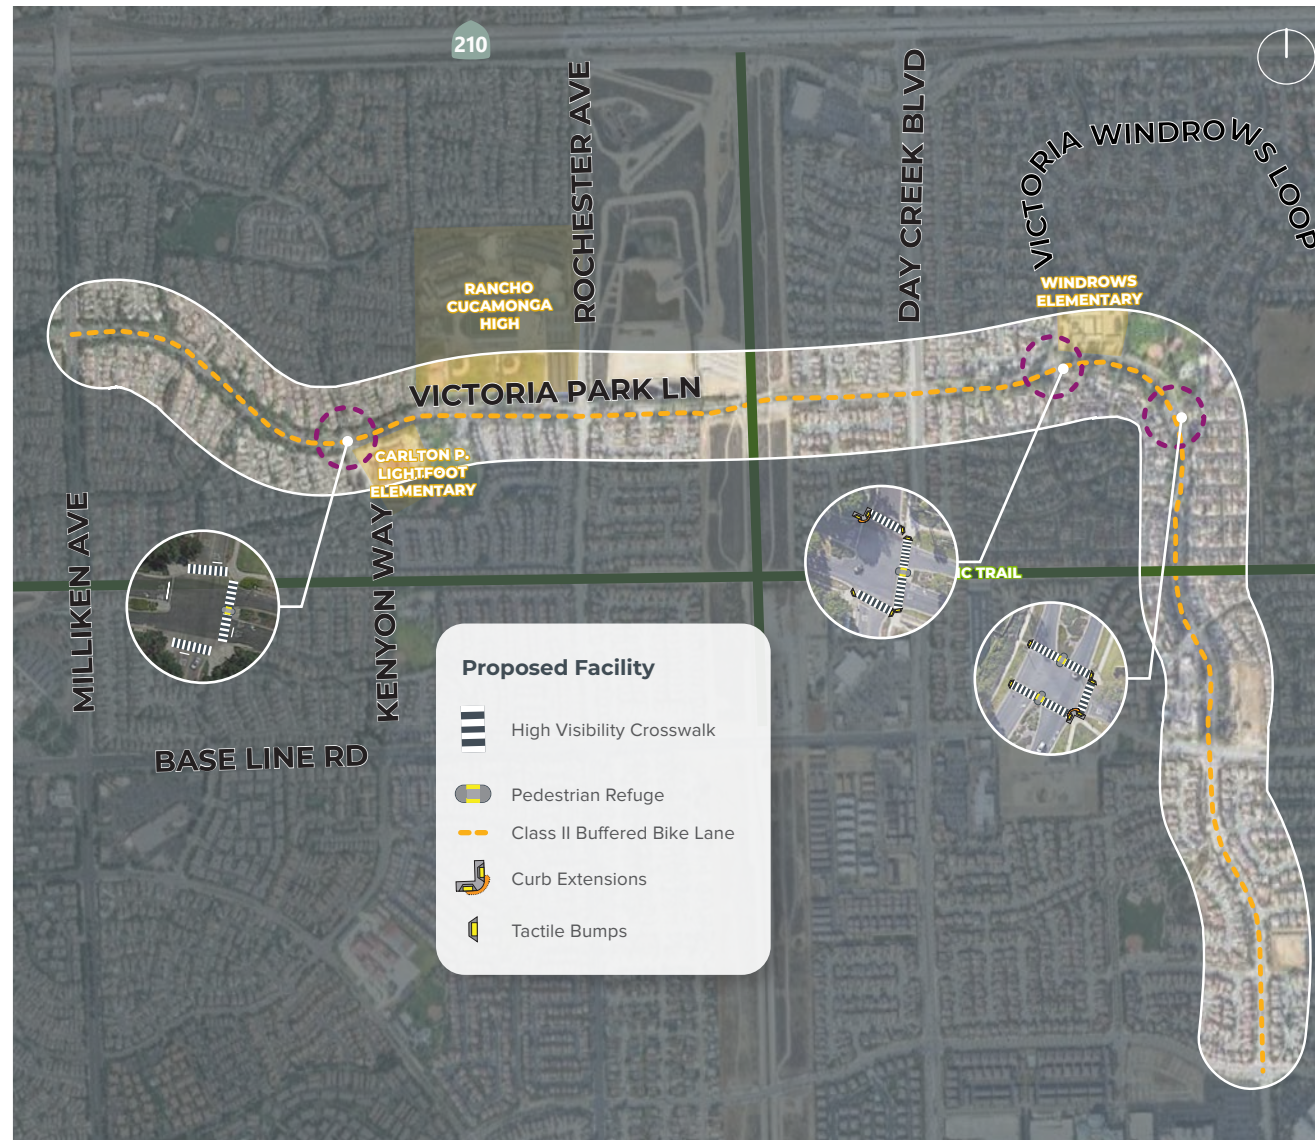 210
ROCHESTER AVE
DAY CREEK BLVD
VICTORIA WINDROWS LOOP
WINDROWS
ELEMENTARY
RANCHO
CUCAMONGA
HIGH
VICTORIA PARK LN
CARLTON P.
LIGHTFOOT
ELEMENTARY
MILLIKEN AVE
KENYON WAY
IC TRAIL
BASE LINE RD
Proposed Facility
High Visibility Crosswalk
Pedestrian Refuge
Class II Buffered Bike Lane
Curb Extensions
Tactile Bumps